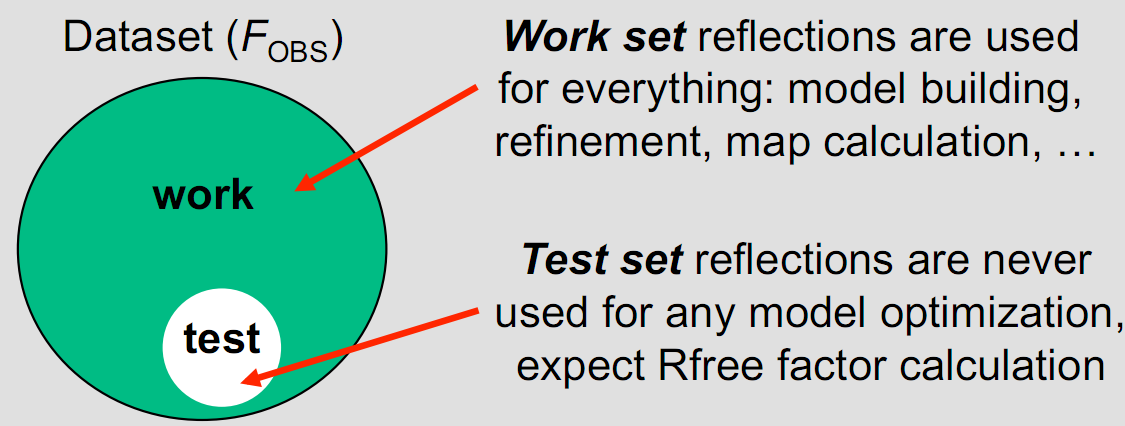 Dataset (FOBS)
Work set reflections are used
for everything: model building,
refinement, map calculation, …
work
Test set reflections are never
used for any model optimization,
expect Rfree factor calculation
test